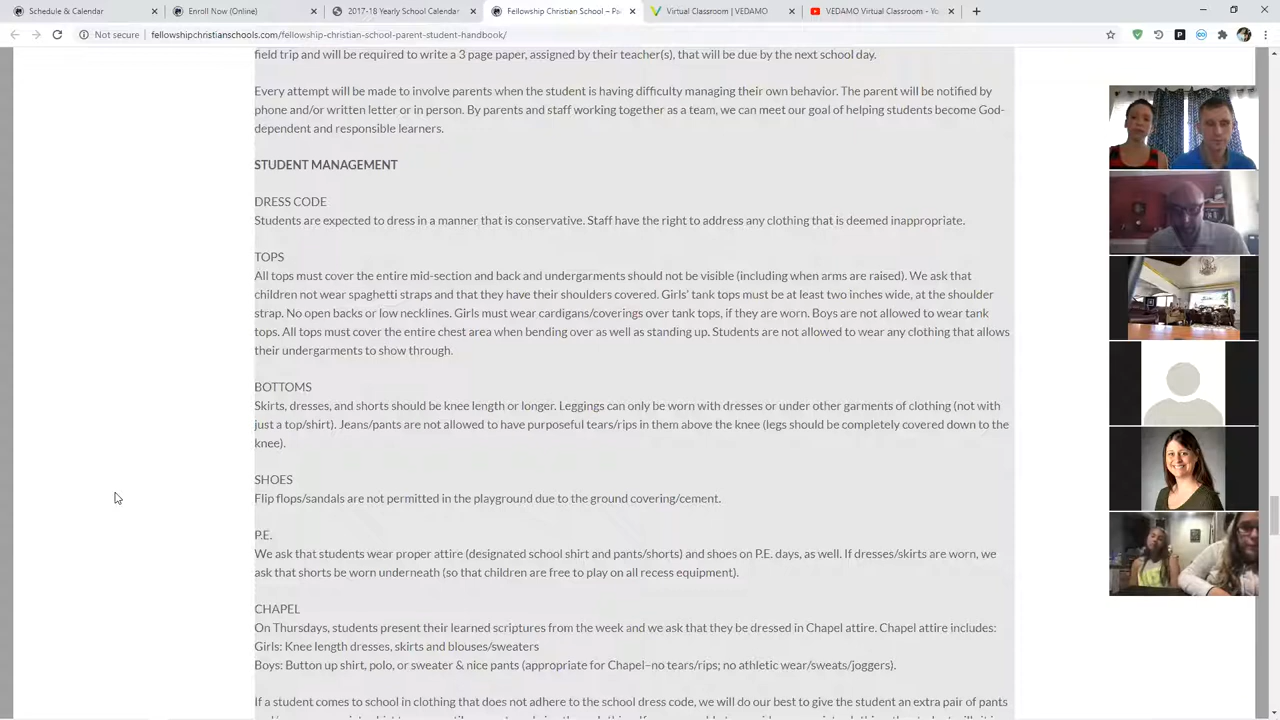 Schedule & Calendar
Enroll Now (Online)
2017-18 Yearly School Calendar
Fellowship Christian School – Pa
Virtual Classroom | VEDAMO
VEDAMO Virtual Classroom - Yo
Not secure
fellowshipchristianschools.com/fellowship-christian-school-parent-student-handbook/
field trip and will be required to write a 3 page paper, assigned by their teacher(s), that will be due by the next school day.
Every attempt will be made to involve parents when the student is having difficulty managing their own behavior. The parent will be notified by
phone and/or written letter or in person. By parents and staff working together as a team, we can meet our goal of helping students become God-
dependent and responsible learners.
STUDENT MANAGEMENT
DRESS CODE
Students are expected to dress in a manner that is conservative. Staff have the right to address any clothing that is deemed inappropriate.
TOPS
All tops must cover the entire mid-section and back and undergarments should not be visible (including when arms are raised). We ask that
children not wear spaghetti straps and that they have their shoulders covered. Girls' tank tops must be at least two inches wide, at the shoulder
strap. No open backs or low necklines. Girls must wear cardigans/coverings over tank tops, if they are worn. Boys are not allowed to wear tank
tops. All tops must cover the entire chest area when bending over as well as standing up. Students are not allowed to wear any clothing that allows
their undergarments to show through.
BOTTOMS
Skirts, dresses, and shorts should be knee length or longer. Leggings can only be worn with dresses or under other garments of clothing (not with
just a top/shirt). Jeans/pants are not allowed to have purposeful tears/rips in them above the knee (legs should be completely covered down to the
knee).
SHOES
Flip flops/sandals are not permitted in the playground due to the ground covering/cement.
P.E.
We ask that students wear proper attire (designated school shirt and pants/shorts) and shoes on P.E. days, as well. If dresses/skirts are worn, we
ask that shorts be worn underneath (so that children are free to play on all recess equipment).
CHAPEL
On Thursdays, students present their learned scriptures from the week and we ask that they be dressed in Chapel attire. Chapel attire includes:
Girls: Knee length dresses, skirts and blouses/sweaters
Boys: Button up shirt, polo, or sweater & nice pants (appropriate for Chapel–no tears/rips; no athletic wear/sweats/joggers).
If a student comes to school in clothing that does not adhere to the school dress code, we will do our best to give the student an extra pair of pants